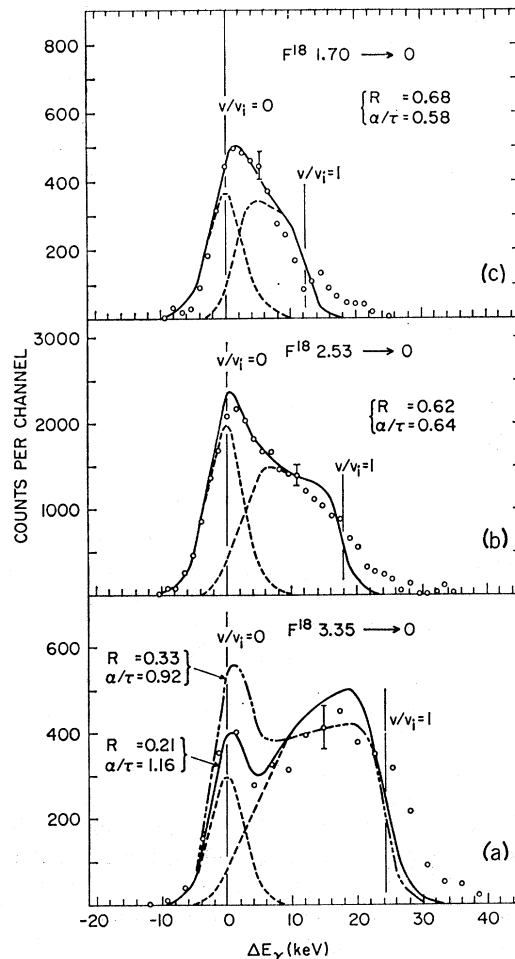 800
600
400
200
0
F¹⁸ 1.70 → 0
v/vᵢ = 0
{ R = 0.68
α/τ = 0.58
v/vᵢ = 1
(c)
3000
2000
1000
0
F¹⁸ 2.53 → 0
v/vᵢ = 0
{ R = 0.62
α/τ = 0.64
v/vᵢ = 1
(b)
COUNTS PER CHANNEL
600
400
200
0
F¹⁸ 3.35 → 0
v/vᵢ = 0
R = 0.33 }
α/τ = 0.92
R = 0.21 }
α/τ = 1.16
v/vᵢ = 1
(a)
-20 -10 0 10 20 30 40
ΔEγ (keV)